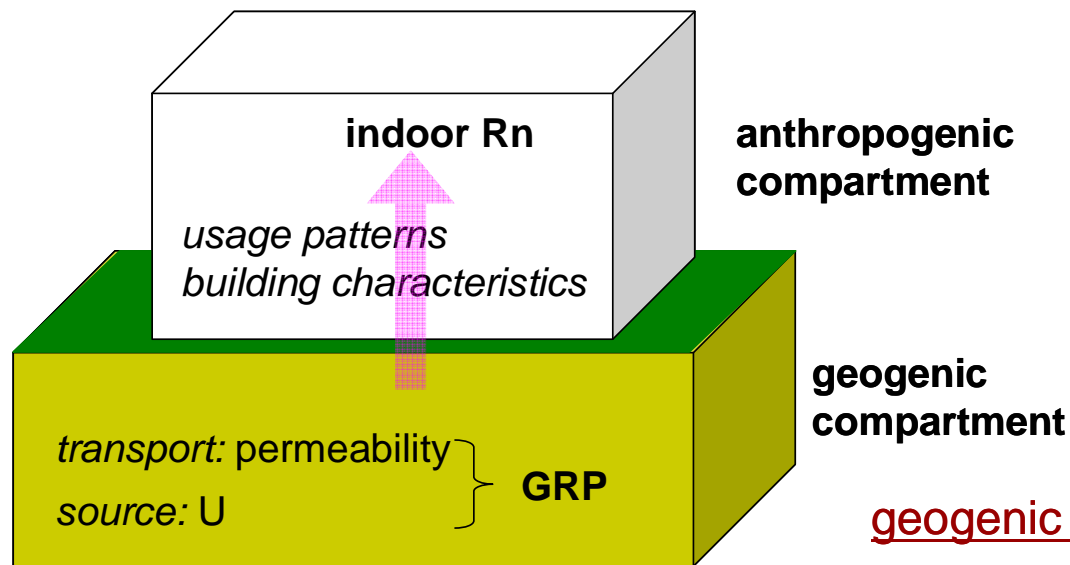 indoor Rn
usage patterns
building characteristics
anthropogenic
compartment
geogenic
compartment
transport: permeability
source: U
GRP
geogenic